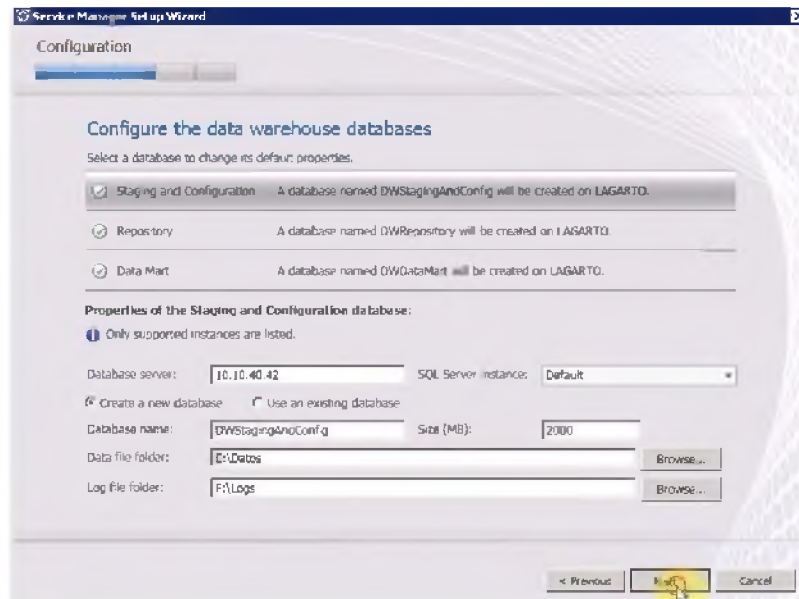 Service Manager Setup Wizard
Configuration
Configure the data warehouse databases
Select a database to change its default properties.
Staging and Configuration A database named DWStagingAndConfig will be created on LAGARTO.
Repository A database named DWRepository will be created on LAGARTO.
Data Mart A database named DWDataMart will be created on LAGARTO.
Properties of the Staging and Configuration database:
Only supported instances are listed.
Database server: 10.10.40.42 SQL Server instance: Default
Create a new database Use an existing database
Database name: DWStagingAndConfig Size (MB): 2000
Data file folder: E:\Datos Browse...
Log file folder: F:\Logs Browse...
< Previous Next Cancel